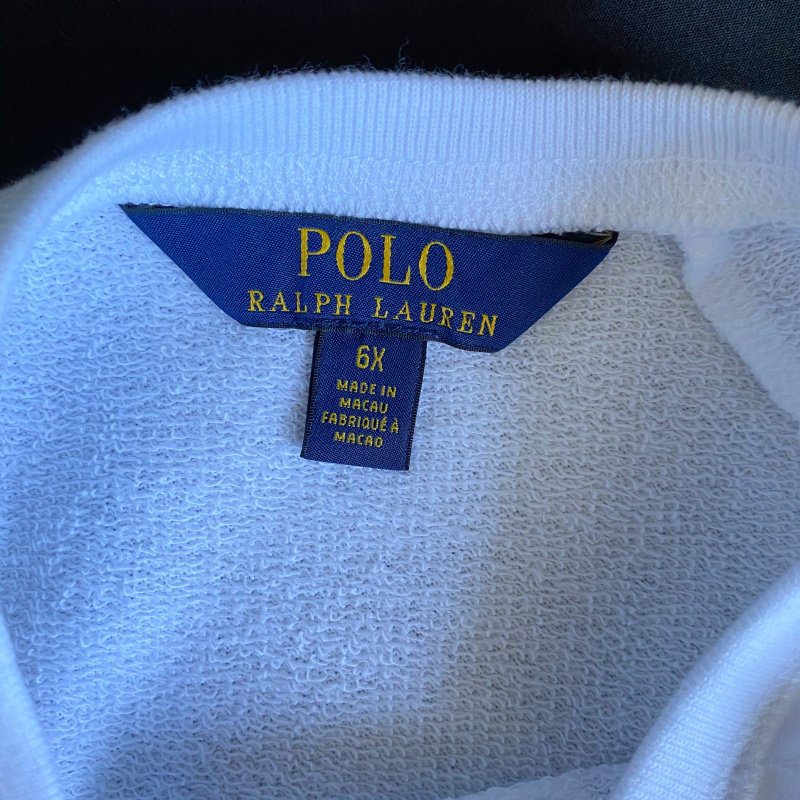 POLO
RALPH LAUREN
6X
MADE IN
MACAU
FABRIQUÉ À
MACAO